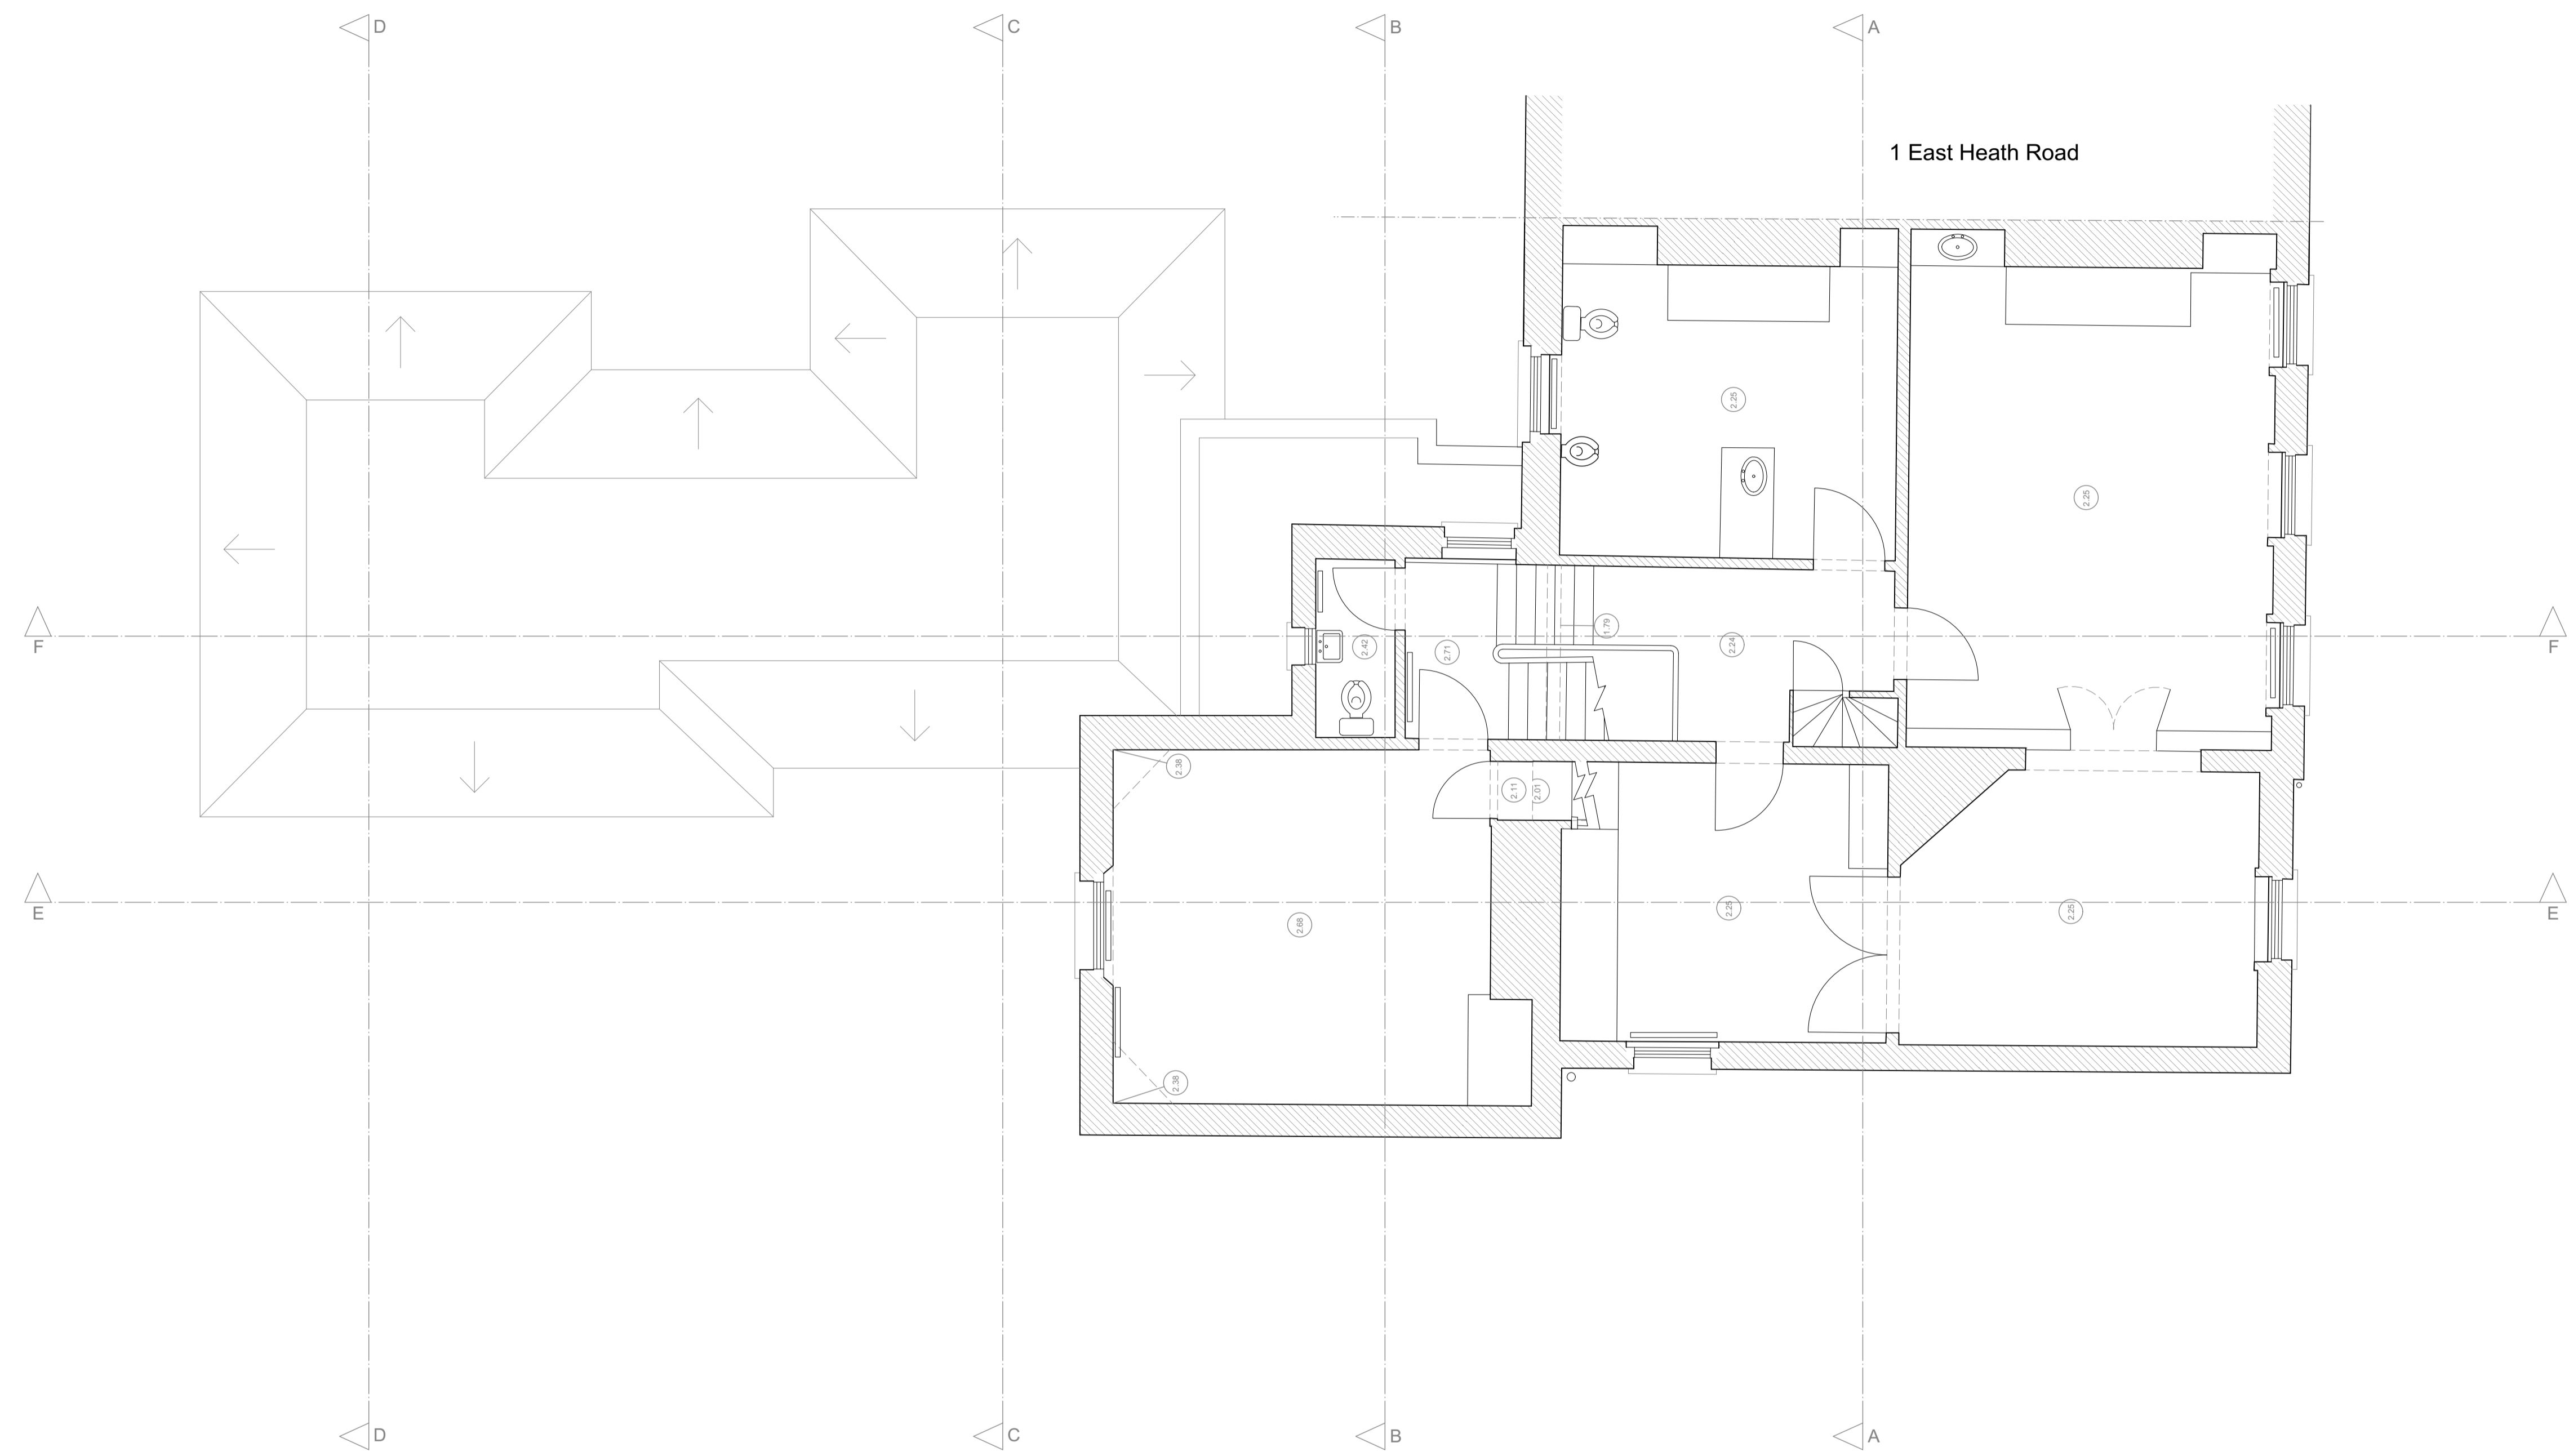 D
C
B
A
1 East Heath Road
2.25
2.25
1.79
F
2.42
2.71
2.24
F
2.38
2.11
2.01
E
2.68
2.25
2.25
E
2.38
D
C
B
A